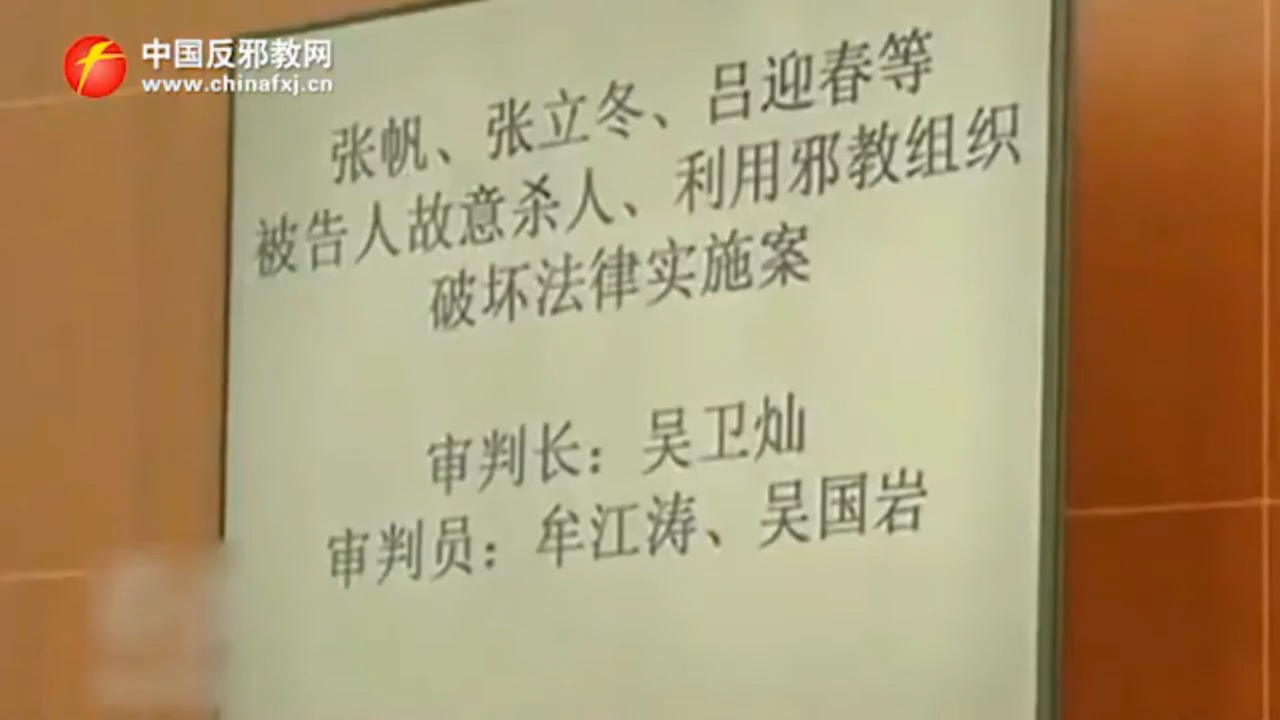 中国反邪教网
www.chinafxj.cn
张帆、张立冬、吕迎春等
被告人故意杀人、利用邪教组织
破坏法律实施案
审判长：吴卫灿
审判员：牟江涛、吴国岩